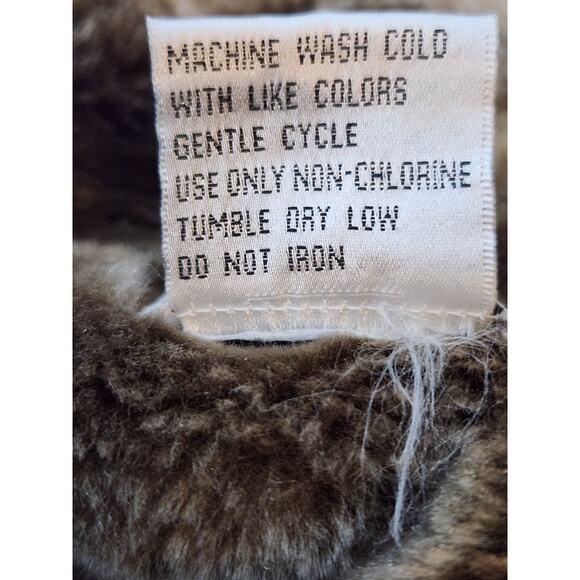 MACHINE WASH COLD
WITH LIKE COLORS
GENTLE CYCLE
USE ONLY NON-CHLORINE
TUMBLE DRY LOW
DO NOT IRON